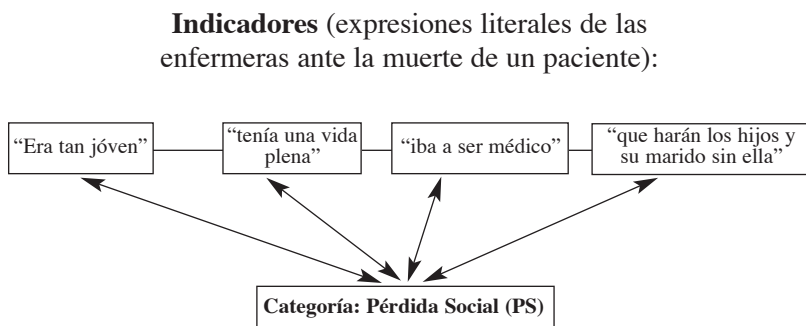 Indicadores (expresiones literales de las
enfermeras ante la muerte de un paciente):
“Era tan jóven”
“tenía una vida
plena”
“iba a ser médico”
“que harán los hijos y
su marido sin ella”
Categoría: Pérdida Social (PS)